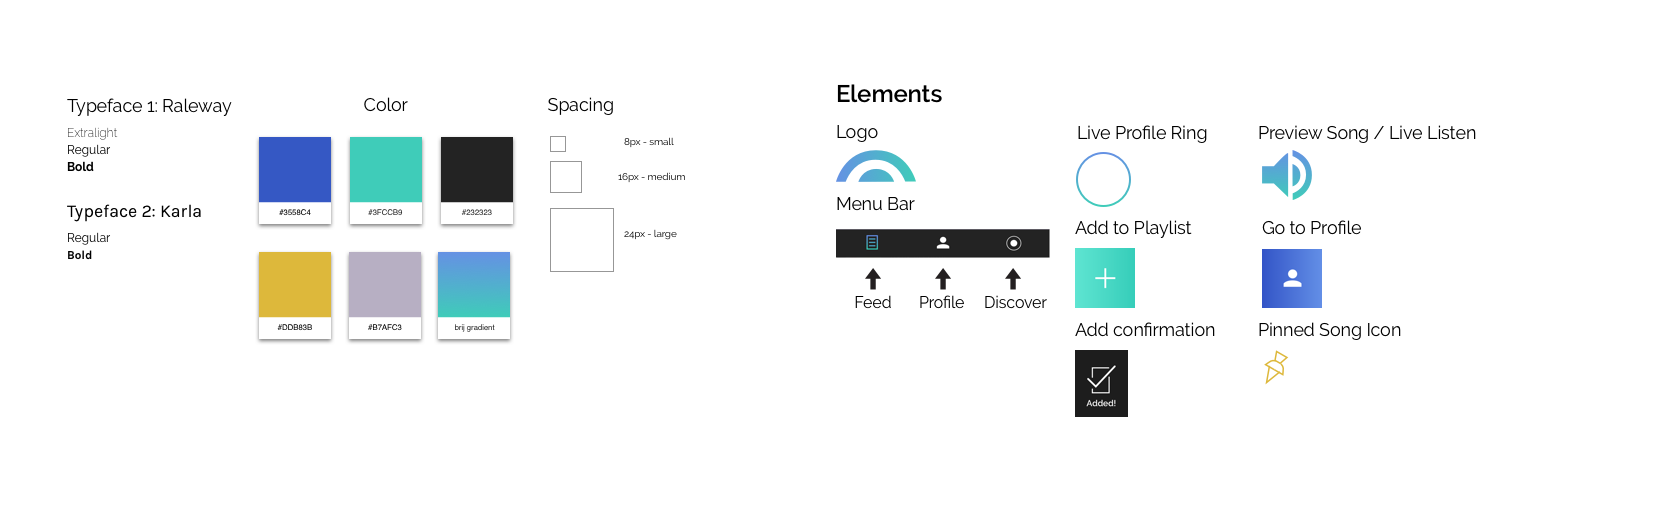 Typeface 1: Raleway
Extralight
Regular
Bold
Typeface 2: Karla
Regular
Bold
Color
#3558C4
#3FCCB9
#232323
#DDB83B
#B7AFC3
brij gradient
Spacing
8px - small
16px - medium
24px - large
Elements
Logo
Menu Bar
Feed
Profile
Discover
Live Profile Ring
Add to Playlist
Add confirmation
Added!
Preview Song / Live Listen
Go to Profile
Pinned Song Icon